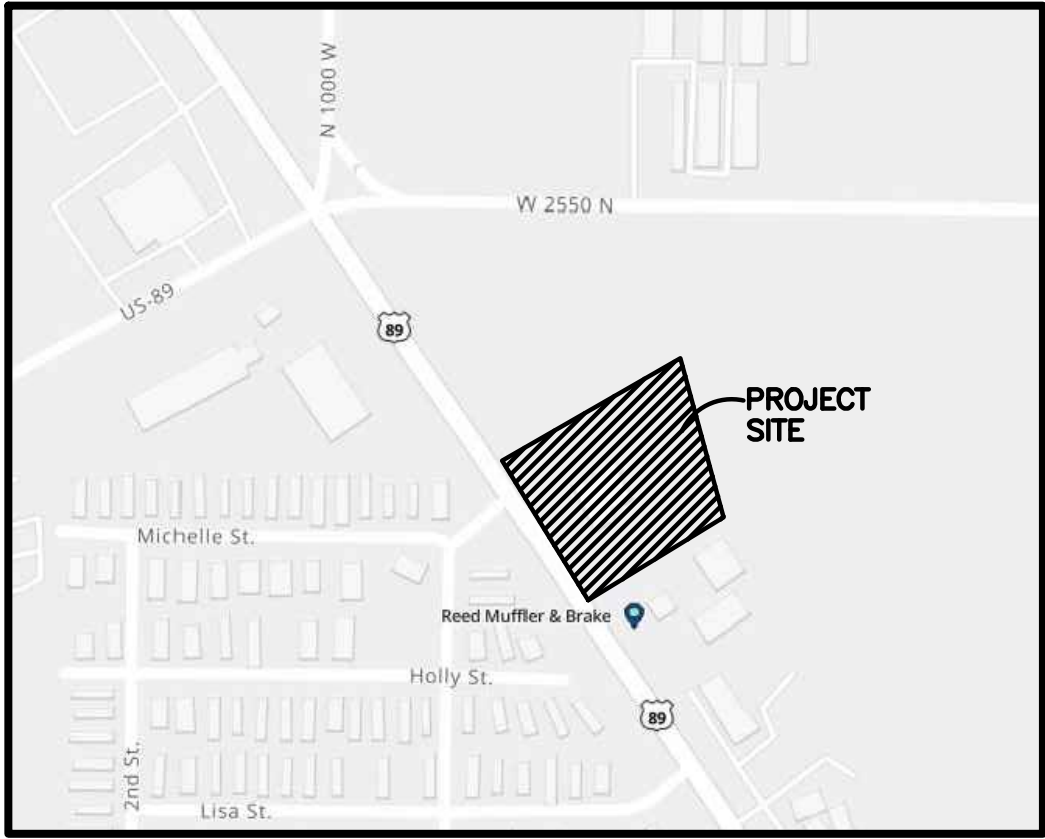 N 1000 W
W 2550 N
US-89
89
PROJECT
SITE
Michelle St.
Reed Muffler & Brake
Holly St.
89
2nd St.
Lisa St.